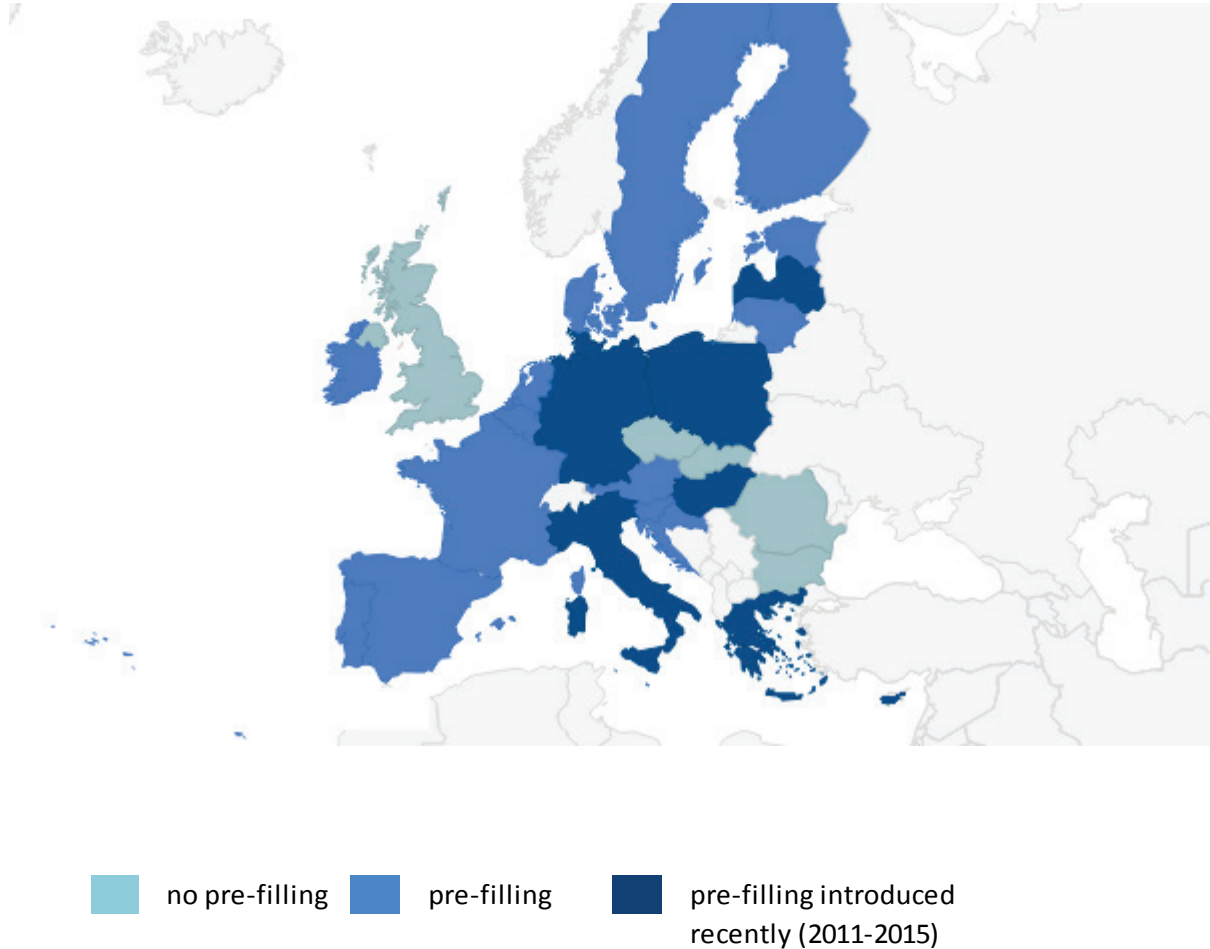 no pre-filling
pre-filling
pre-filling introduced
recently (2011-2015)